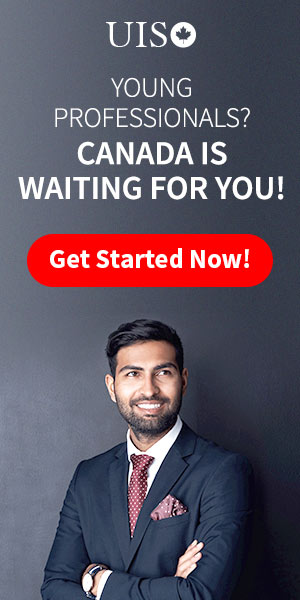 UIS
YOUNG
PROFESSIONALS?
CANADA IS
WAITING FOR YOU!
Get Started Now!